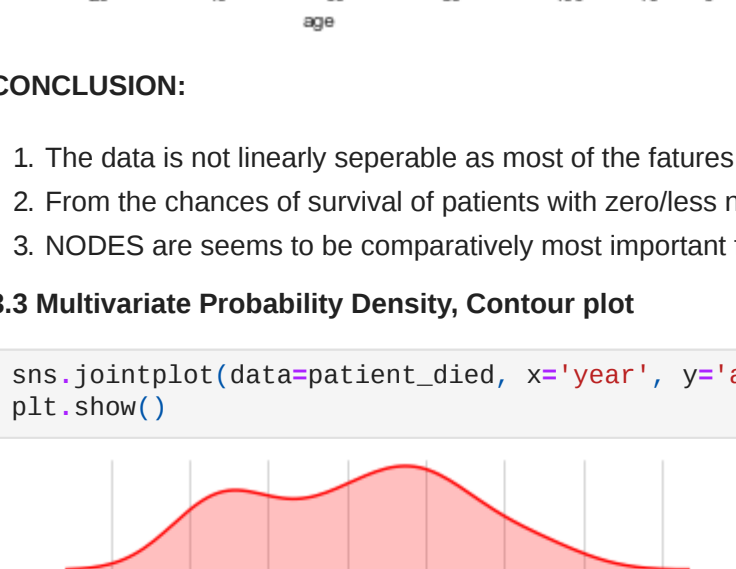 age
CONCLUSION:
1. The data is not linearly seperable as most of the fatures
2. From the chances of survival of patients with zero/less
3. NODES are seems to be comparatively most important
3.3 Multivariate Probability Density, Contour plot
sns.jointplot(data=patient_died, x='year', y='a
plt.show()